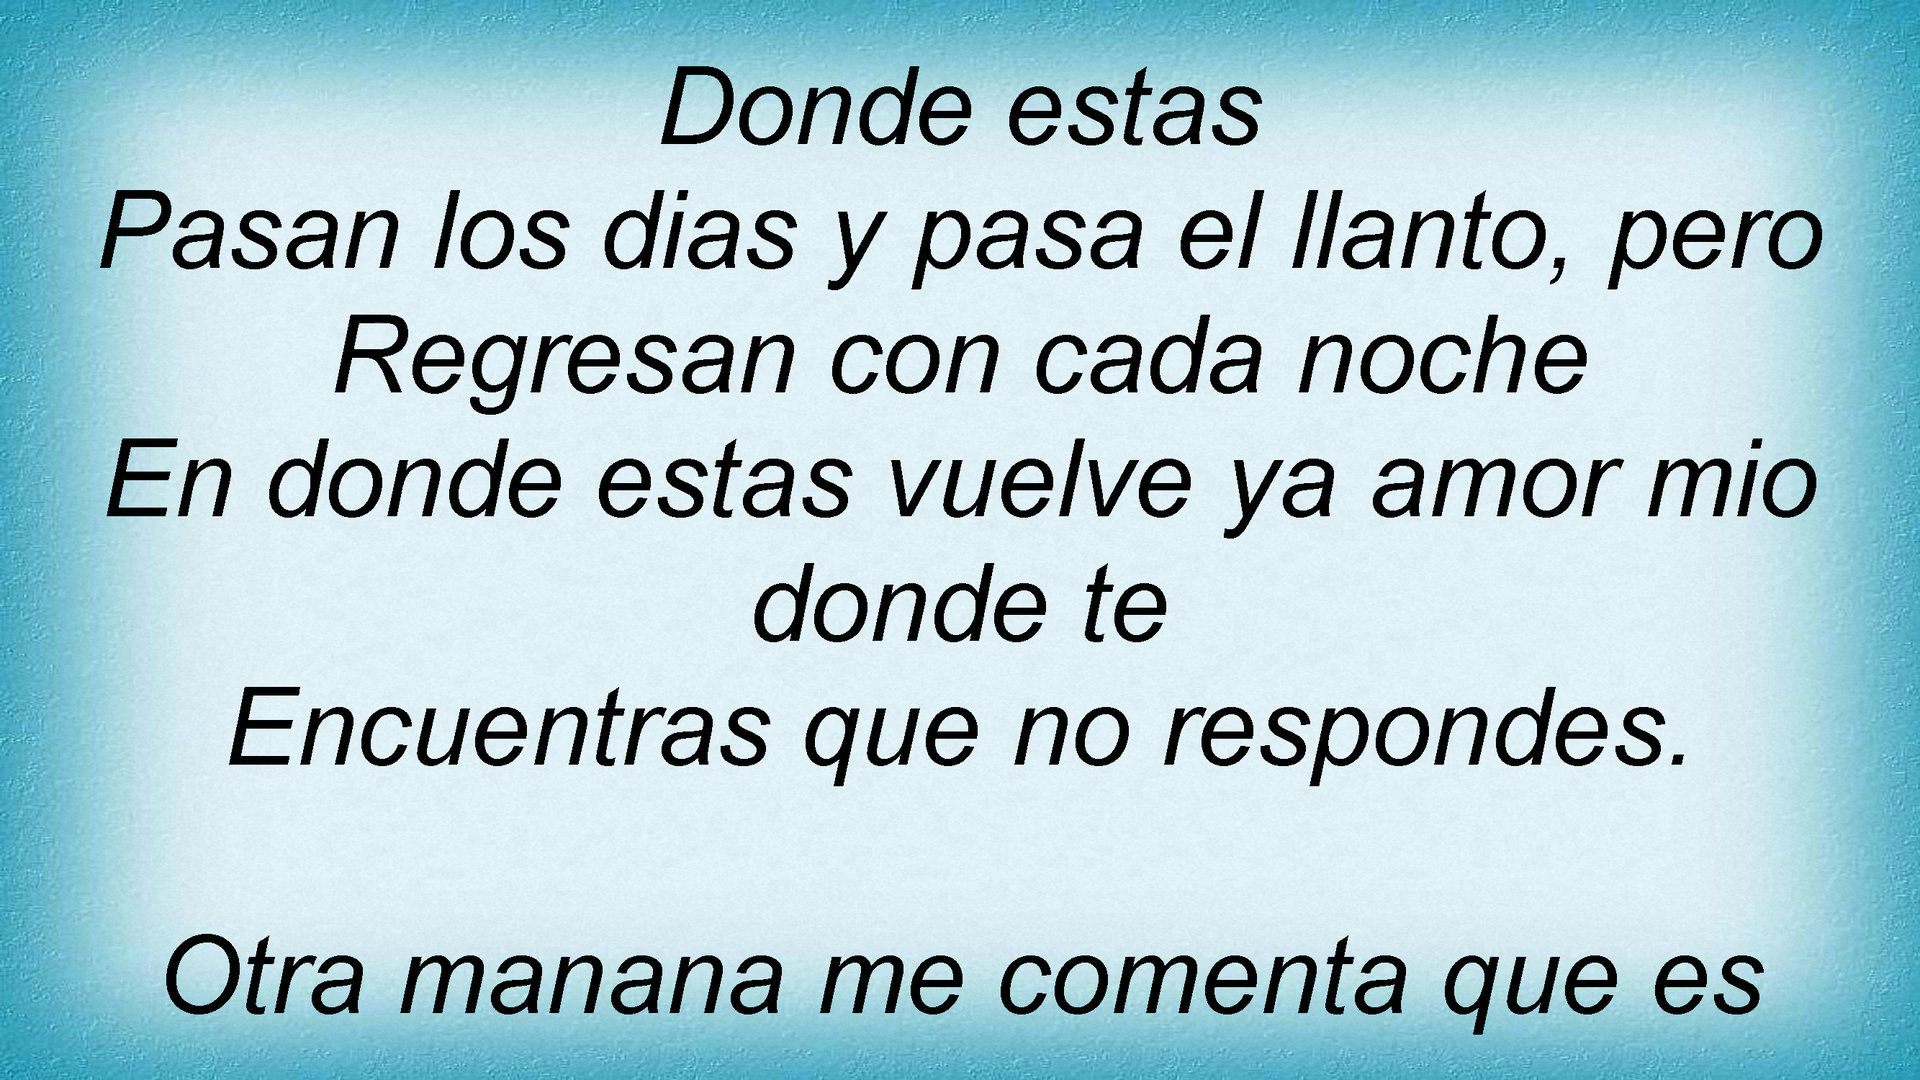 Donde estas
Pasan los dias y pasa el llanto, pero
Regresan con cada noche
En donde estas vuelve ya amor mio
donde te
Encuentras que no respondes.
Otra manana me comenta que es